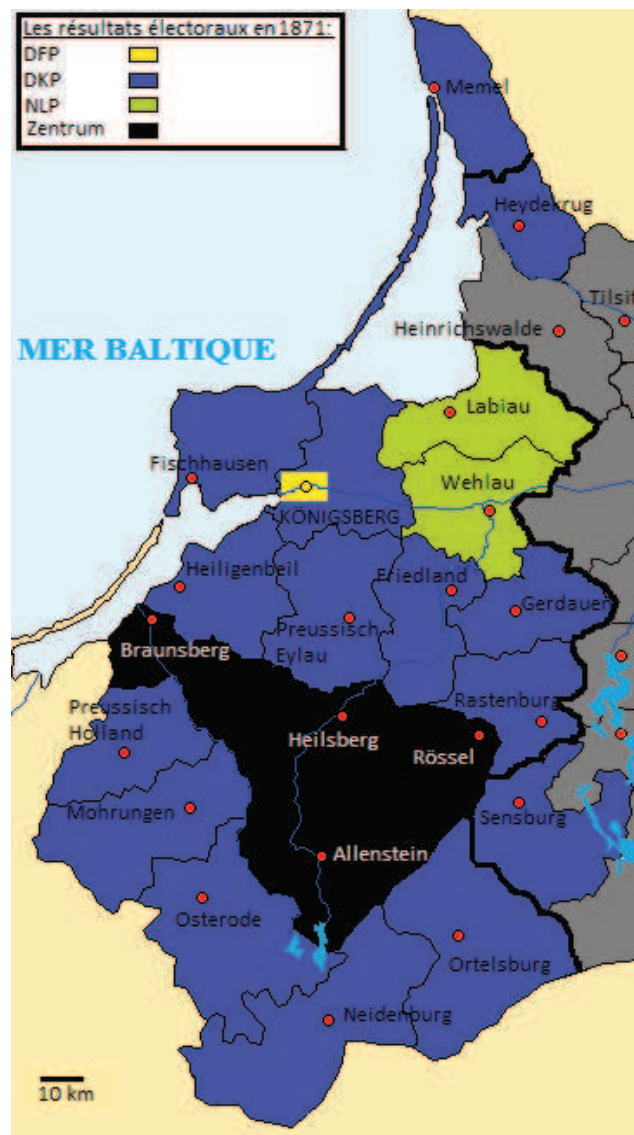 Les résultats électoraux en 1871:
DFP
DKP
NLP
Zentrum
Memel
Heydekrug
Tilsit
Heinrichswalde
MER BALTIQUE
Labiau
Fischhausen
Wehlau
KÖNIGSBERG
Heiligenbeil
Friedland
Gerdauen
Preussisch
Eylau
Braunsberg
Preussisch
Holland
Rastenburg
Heilsberg
Rössel
Mohrungen
Sensburg
Allenstein
Osterode
Ortelsburg
Neidenburg
10 km